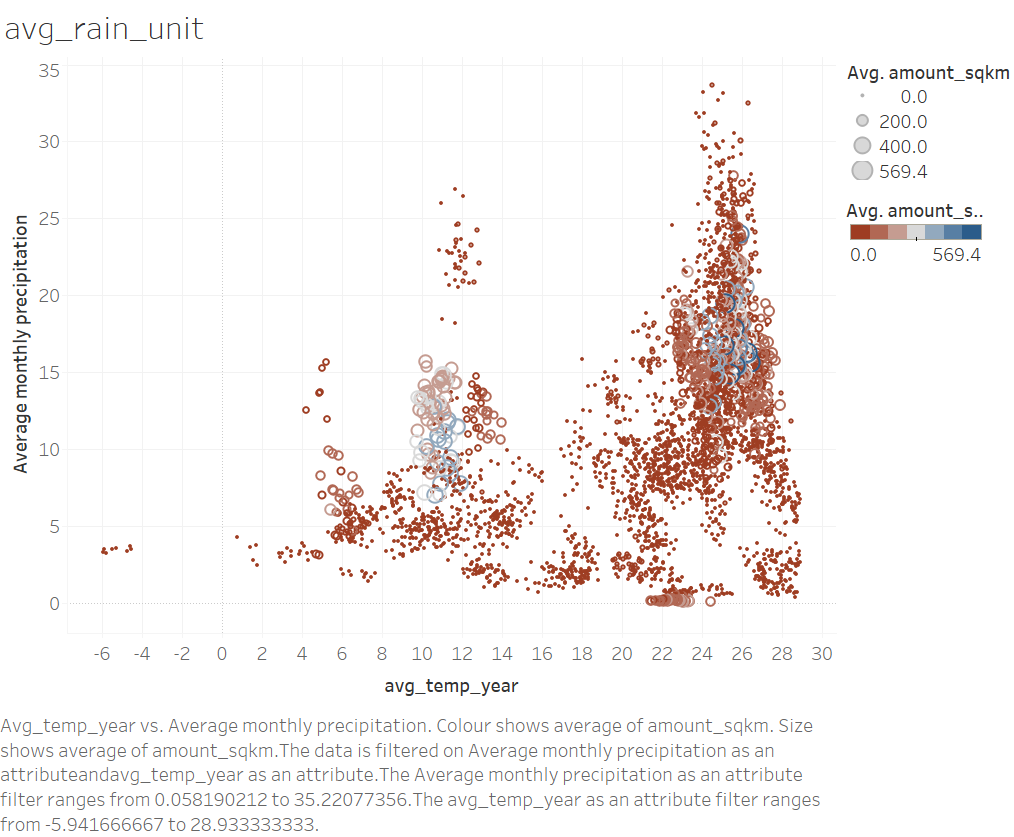 avg_rain_unit
Avg. amount_sqkm
0.0
200.0
400.0
569.4
Avg. amount_s..
0.0 569.4
Average monthly precipitation
35
30
25
20
15
10
5
0
-6 -4 -2 0 2 4 6 8 10 12 14 16 18 20 22 24 26 28 30
avg_temp_year
Avg_temp_year vs. Average monthly precipitation. Colour shows average of amount_sqkm. Size
shows average of amount_sqkm.The data is filtered on Average monthly precipitation as an
attributeandavg_temp_year as an attribute.The Average monthly precipitation as an attribute
filter ranges from 0.058190212 to 35.22077356.The avg_temp_year as an attribute filter ranges
from -5.941666667 to 28.933333333.